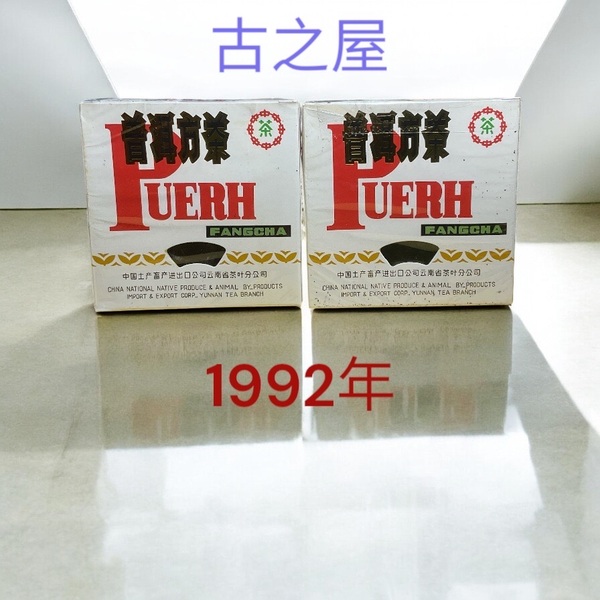 古之屋
普洱方茶
茶
PUERH
FANGCHA
中国土产畜产进出口公司云南省茶叶分公司
CHINA NATIONAL NATIVE PRODUCE & ANIMAL BY,PRODUCTS
IMPORT & EXPORT CORP, YUNNAN TEA BRANCH
普洱方茶
茶
PUERH
FANGCHA
中国土产畜产进出口公司云南省茶叶分公司
CHINA NATIONAL NATIVE PRODUCE & ANIMAL BY,PRODUCTS
IMPORT & EXPORT CORP, YUNNAN TEA BRANCH
1992年